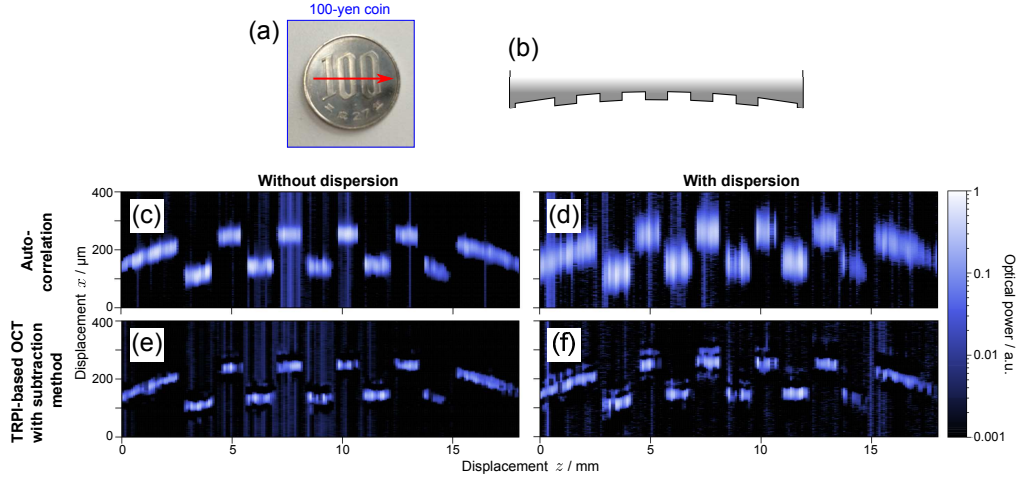 100-yen coin
(a)
(b)
100
Without dispersion
With dispersion
Auto-
correlation
TRPI-based OCT
with subtraction
method
Displacement x / μm
400
200
0
400
200
0
(c)
(d)
(e)
(f)
0
5
10
15
0
5
10
15
Displacement z / mm
1
0.1
0.01
0.001
Optical power / a.u.